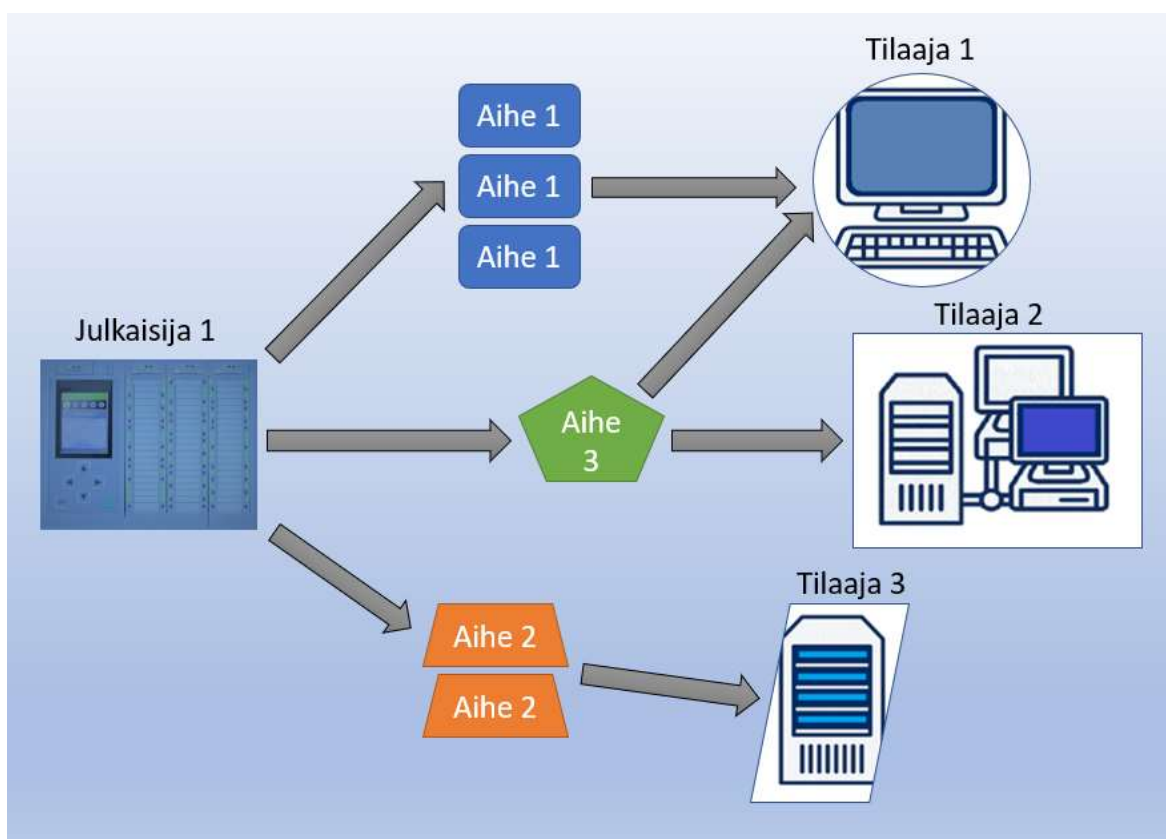 Tilaaja 1
Aihe 1
Aihe 1
Aihe 1
Julkaisija 1
Tilaaja 2
Aihe
3
Tilaaja 3
Aihe 2
Aihe 2